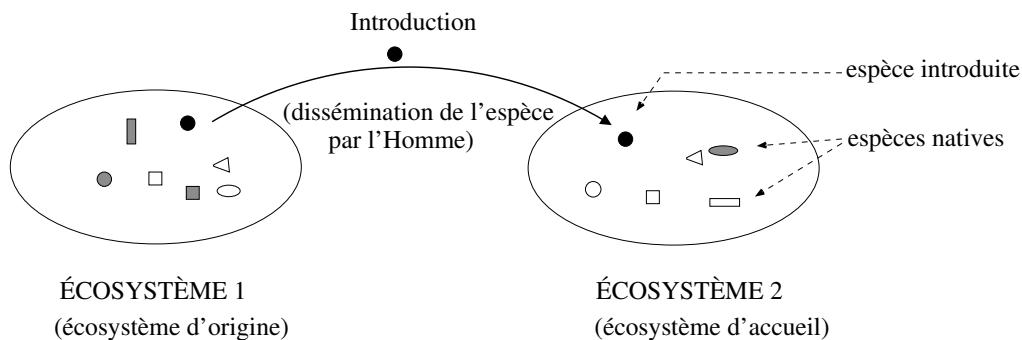 Introduction
(dissémination de l'espèce
par l'Homme)
espèce introduite
espèces natives
ÉCOSYSTÈME 1
(écosystème d'origine)
ÉCOSYSTÈME 2
(écosystème d'accueil)